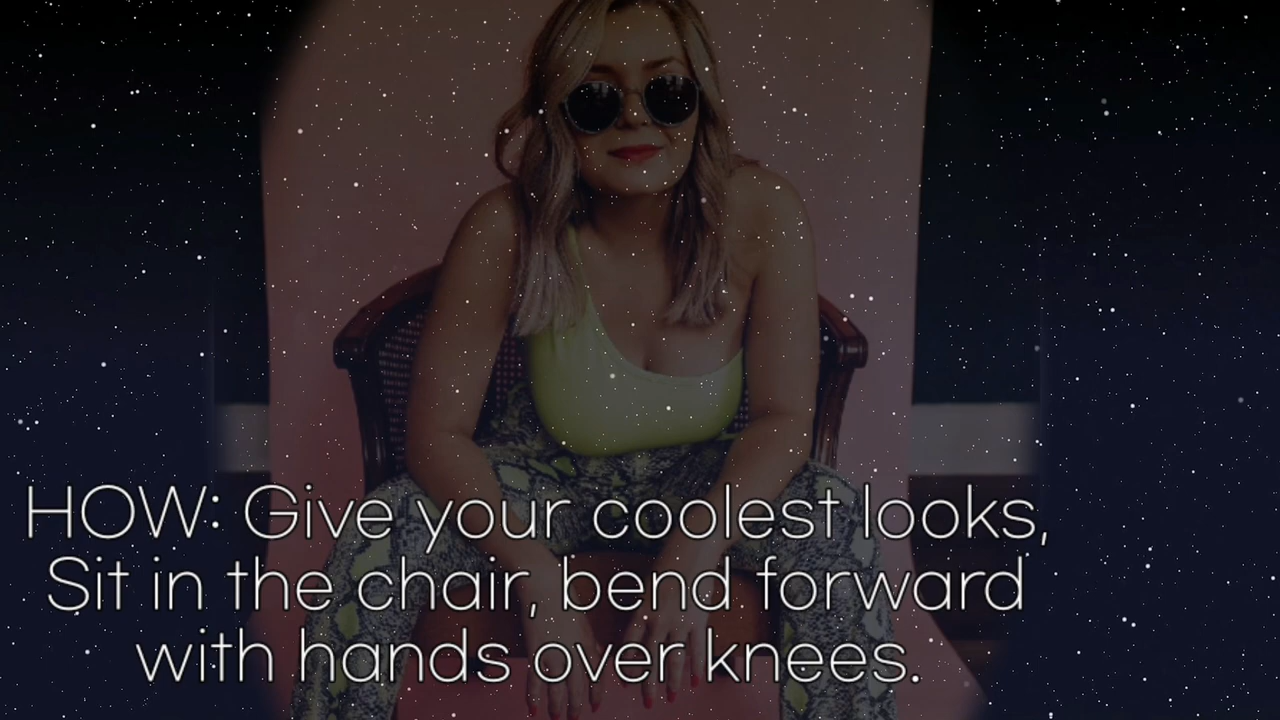 HOW: Give your coolest looks,
Sit in the chair, bend forward
with hands over knees.